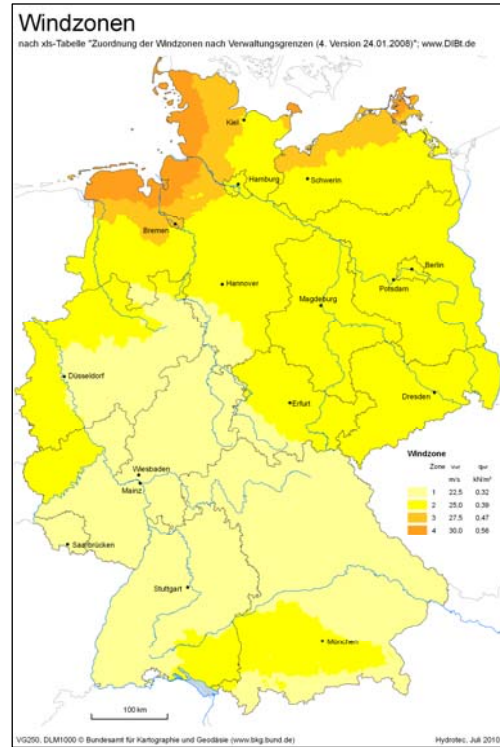 Windzonen
nach xls-Tabelle "Zuordnung der Windzonen nach Verwaltungsgrenzen (4. Version 24.01.2008)"; www.DIBt.de
Kiel
Hamburg
Schwerin
Bremen
Berlin
Hannover
Potsdam
Magdeburg
Düsseldorf
Erfurt
Dresden
Windzone
Zone
m/s kN/m²
1 22,5 0.32
2 25,0 0.39
3 27,5 0.47
4 30,0 0.56
Wiesbaden
Mainz
Saarbrücken
Stuttgart
München
100 km
VG250, DLM1000 © Bundesamt für Kartographie und Geodäsie (www.bkg.bund.de)
Hydrotec, Juli 2010